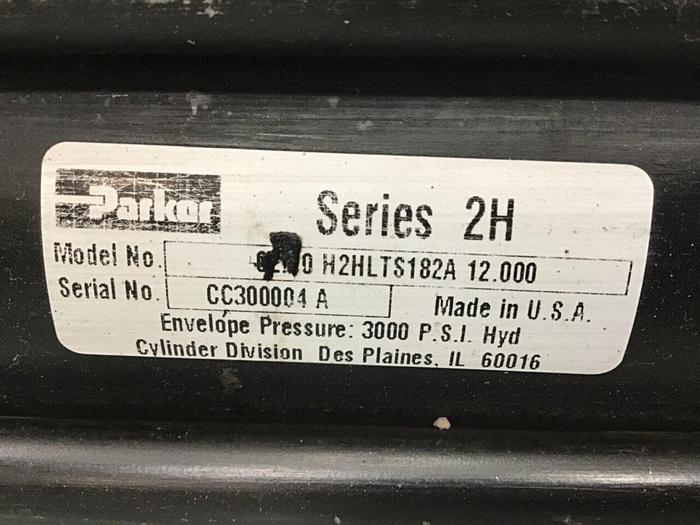 Parker
Series 2H
Model No. H2HLTS182A 12.000
Serial No. CC300004 A
Made in U.S.A.
Envelope Pressure: 3000 P.S.I. Hyd
Cylinder Division Des Plaines, IL 60016